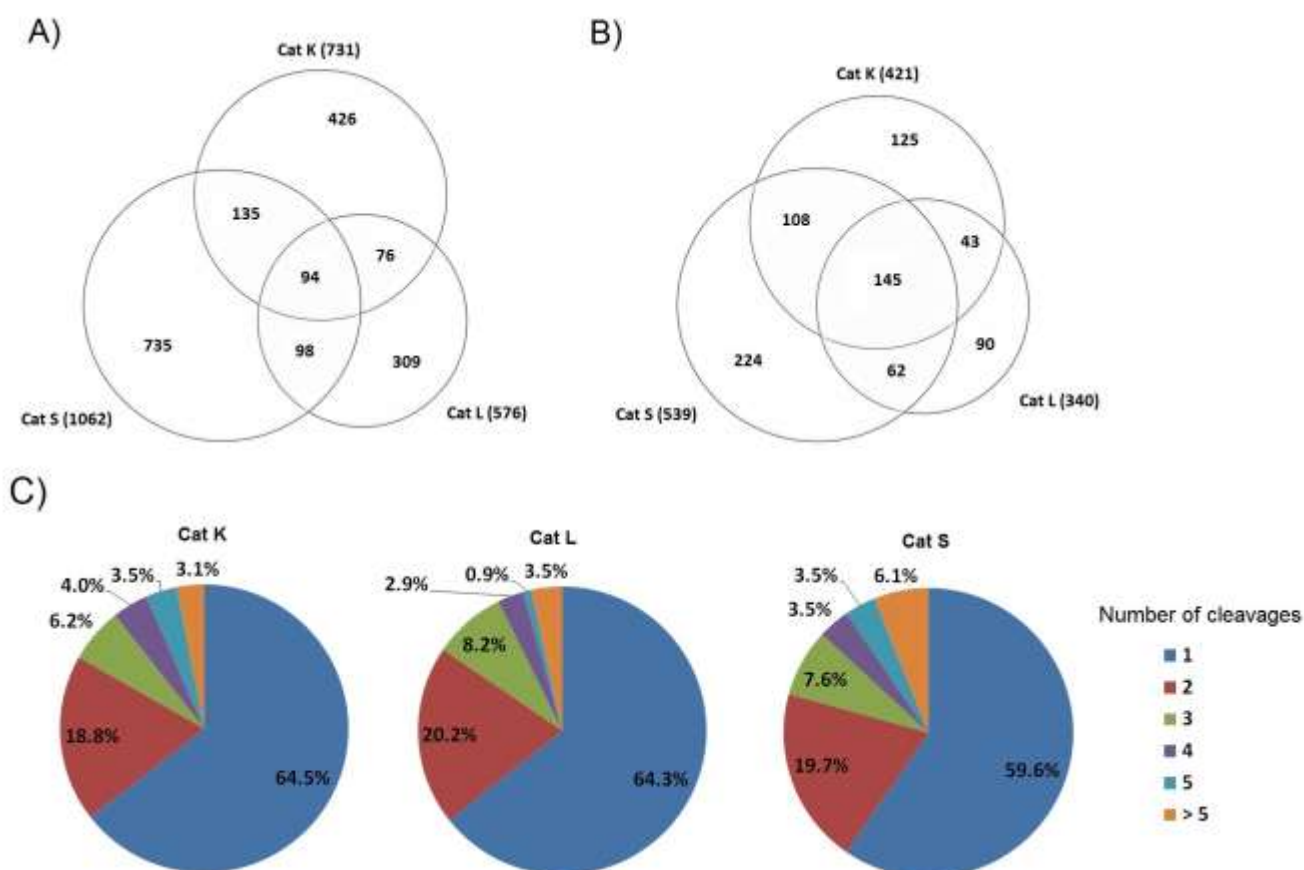 A)
Cat K (731)
426
135
76
94
735
98
309
Cat S (1062)
Cat L (576)
B)
Cat K (421)
125
108
43
145
224
62
90
Cat S (539)
Cat L (340)
C)
Cat K
3.1%
3.5%
4.0%
6.2%
18.8%
64.5%
Cat L
3.5%
0.9%
2.9%
8.2%
20.2%
64.3%
Cat S
6.1%
3.5%
3.5%
7.6%
19.7%
59.6%
Number of cleavages
1
2
3
4
5
> 5